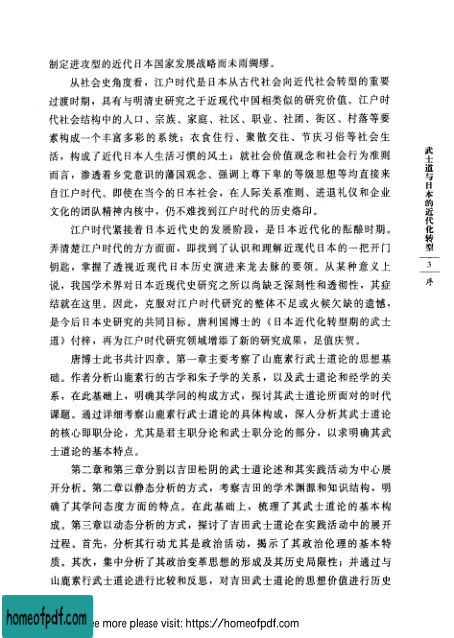 制定进攻型的近代日本国家发展战略而未雨绸缪。
从社会史角度看，江户时代是日本从古代社会向近代社会转型的重要
过渡时期，具有与明清史研究之于近现代中国相类似的研究价值。江户时
代社会结构中的人口、宗族、家庭、社区、职业、社团、街区、村落等要
素构成一个丰富多彩的系统；衣食住行、聚散交往、节庆习俗等社会生
活，构成了近代日本人生活习惯的风土；就社会价值观念和社会行为准则
而言，渗透着乡党意识的藩国观念、强调上尊下卑的等级思想等均直接来
自江户时代。即使在当今的日本社会，在人际关系准则、进退礼仪和企业
文化的团队精神内核中，仍不难找到江户时代的历史烙印。
江户时代紧接着日本近代史的发展阶段，是日本近代化的酝酿时期。
弄清楚江户时代的方方面面，即找到了认识和理解近现代日本的一把开门
钥匙，掌握了透视近现代日本历史演进来龙去脉的要领。从某种意义上
说，我国学术界对日本近现代史研究之所以尚缺乏深刻性和透彻性，其症
结就在这里。因此，克服对江户时代研究的整体不足或火候欠缺的遗憾，
是今后日本史研究的共同目标。唐利国博士的《日本近代化转型期的武士
道》付梓，再为江户时代研究领域增添了新的研究成果，足值庆贺。
唐博士此书共计四章。第一章主要考察了山鹿素行武士道论的思想基
础。作者分析山鹿素行的古学和朱子学的关系，以及武士道论和经学的关
系，在此基础上，明确其学问的构成方式，探讨其武士道论所面对的时代
课题。通过详细考察山鹿素行武士道论的具体构成，深入分析其武士道论
的核心即职分论，尤其是君主职分论和武士职分论的部分，以求明确其武
士道论的基本特点。
第二章和第三章分别以吉田松阴的武士道论述和其实践活动为中心展
开分析。第二章以静态分析的方式，考察吉田的学术渊源和知识结构，明
确了其学问态度方面的特点。在此基础上，梳理了其武士道论的基本构
成。第三章以动态分析的方式，探讨了吉田武士道论在实践活动中的展开
过程。首先，分析其行动尤其是政治活动，揭示了其政治伦理的基本特
质。其次，集中分析了其政治变革思想的形成及其历史局限性；并通过与
山鹿素行武士道论进行比较和反思，对吉田武士道论的思想价值进行历史
武士道与日本的近代化转型
3
序
homeofpdf.com
ee more please visit: https://homeofpdf.com